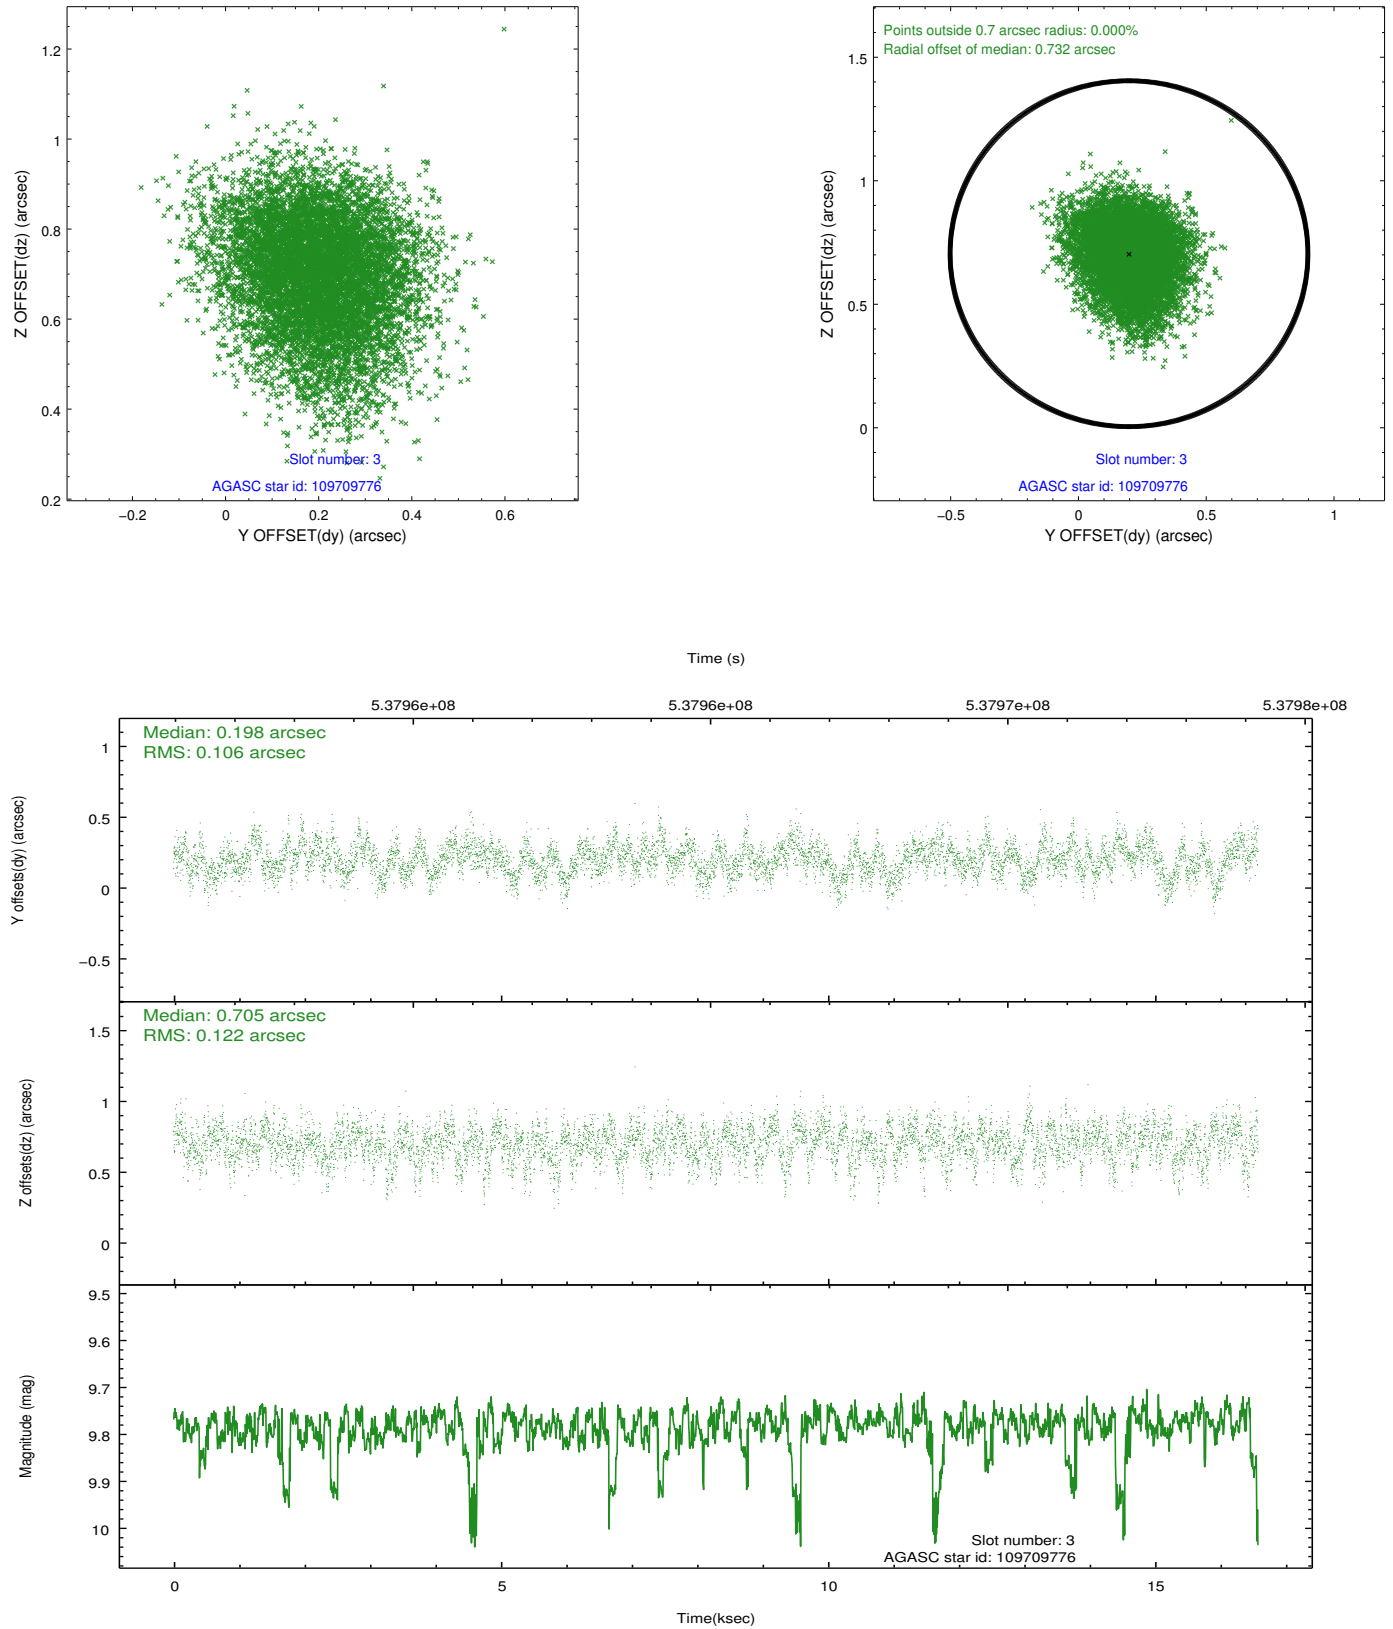 1.2
1
0.8
0.6
0.4
0.2
−0.2
0
0.2
0.4
0.6
Z OFFSET(dz) (arcsec)
Y OFFSET(dy) (arcsec)
Slot number: 3
AGASC star id: 109709776
Points outside 0.7 arcsec radius: 0.000%
Radial offset of median: 0.732 arcsec
1.5
1
0.5
0
−0.5
0
0.5
1
Z OFFSET(dz) (arcsec)
Y OFFSET(dy) (arcsec)
Slot number: 3
AGASC star id: 109709776
Time (s)
5.3796e+08
5.3796e+08
5.3797e+08
5.3798e+08
Median: 0.198 arcsec
RMS: 0.106 arcsec
1
0.5
0
−0.5
Y offsets(dy) (arcsec)
Median: 0.705 arcsec
RMS: 0.122 arcsec
1.5
1
0.5
0
Z offsets(dz) (arcsec)
9.5
9.6
9.7
9.8
9.9
10
Magnitude (mag)
Slot number: 3
AGASC star id: 109709776
0
5
10
15
Time(ksec)